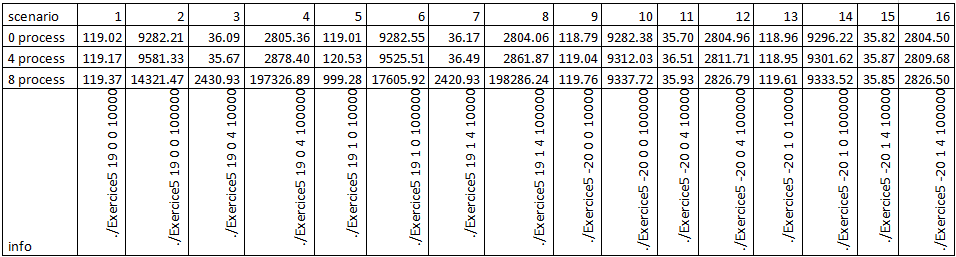 scenario 1 2 3 4 5 6 7 8 9 10 11 12 13 14 15 16
0 process 119.02 9282.21 36.09 2805.36 119.01 9282.55 36.17 2804.06 118.79 9282.38 35.70 2804.96 118.96 9296.22 35.82 2804.50
4 process 119.17 9581.33 35.67 2878.40 120.53 9525.51 36.49 2861.87 119.04 9312.03 36.51 2811.71 118.95 9301.62 35.87 2809.68
8 process 119.37 14321.47 2430.93 197326.89 999.28 17605.92 2420.93 198286.24 119.76 9337.72 35.93 2826.79 119.61 9333.52 35.85 2826.50
info
./Exercice5 19 0 0 100000
./Exercice5 19 0 0 100000
./Exercice5 19 0 4 100000
./Exercice5 19 0 4 100000
./Exercice5 19 1 0 100000
./Exercice5 19 1 0 100000
./Exercice5 19 1 4 100000
./Exercice5 19 1 4 100000
./Exercice5 -20 0 0 100000
./Exercice5 -20 0 0 100000
./Exercice5 -20 0 4 100000
./Exercice5 -20 0 4 100000
./Exercice5 -20 1 0 100000
./Exercice5 -20 1 0 100000
./Exercice5 -20 1 4 100000
./Exercice5 -20 1 4 100000